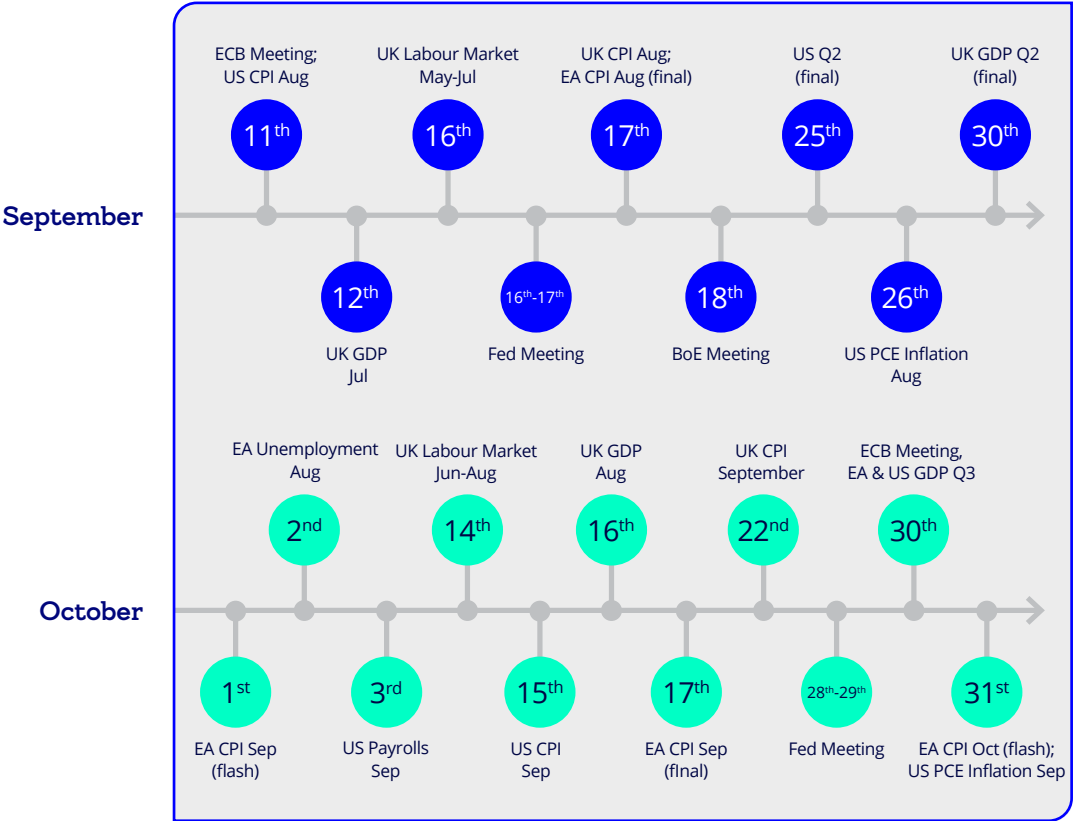 ECB Meeting;
US CPI Aug
UK Labour Market
May-Jul
UK CPI Aug;
EA CPI Aug (final)
US Q2
(final)
UK GDP Q2
(final)
11th
16th
17th
25th
30th
September
12th
16th-17th
18th
26th
UK GDP
Jul
Fed Meeting
BoE Meeting
US PCE Inflation
Aug
EA Unemployment
Aug
UK Labour Market
Jun-Aug
UK GDP
Aug
UK CPI
September
ECB Meeting,
EA & US GDP Q3
2nd
14th
16th
22nd
30th
October
1st
3rd
15th
17th
28th-29th
31st
EA CPI Sep
(flash)
US Payrolls
Sep
US CPI
Sep
EA CPI Sep
(fInal)
Fed Meeting
EA CPI Oct (flash);
US PCE Inflation Sep